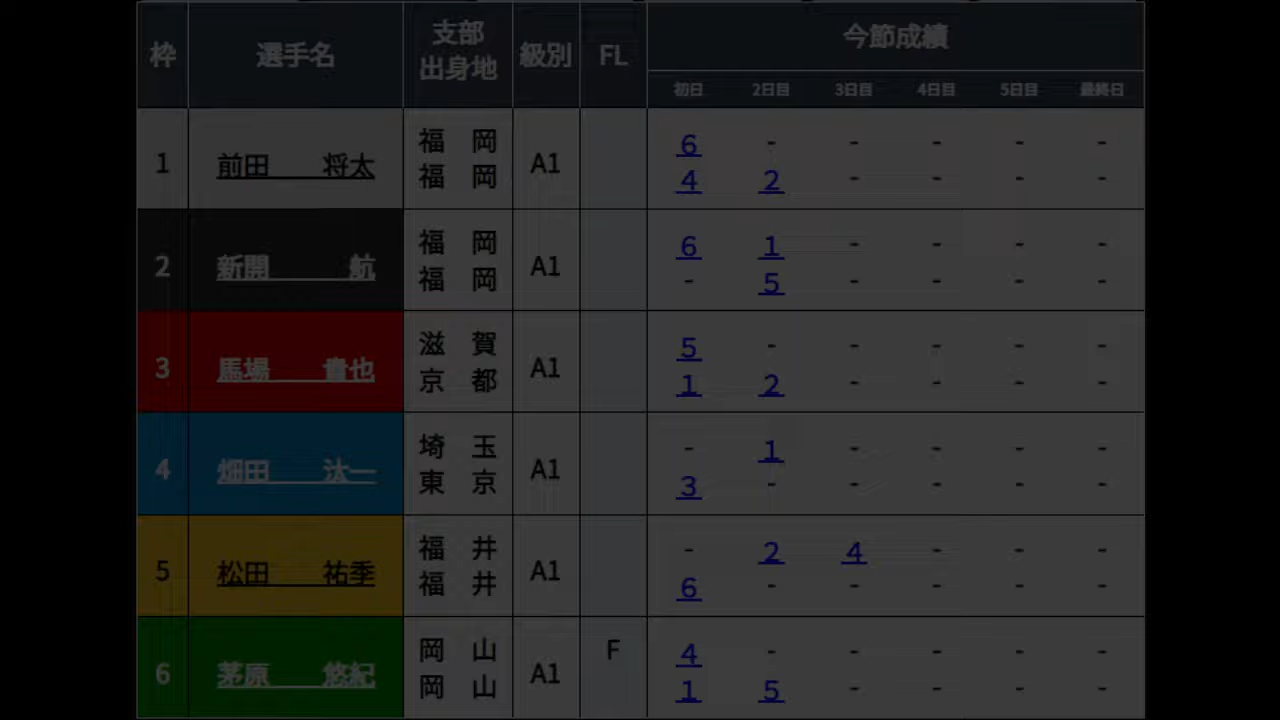 枠 選手名 支部 出身地 級別 FL 今節成績
初日 2日目 3日目 4日目 5日目 最終日
1 前田 将太 福岡 A1 6 - - - - -
福岡 4 2 - - - -
2 新開 航 福岡 A1 6 1 - - - -
福岡 - 5 - - - -
3 馬場 貴也 滋賀 A1 5 - - - - -
京都 1 2 - - - -
4 畑田 汰一 埼玉 A1 - 1 - - - -
東京 3 - - - - -
5 松田 祐季 福井 A1 - 2 4 - - -
福井 6 - - - - -
6 茅原 悠紀 岡山 A1 F 4 - - - - -
岡山 1 5 - - - -